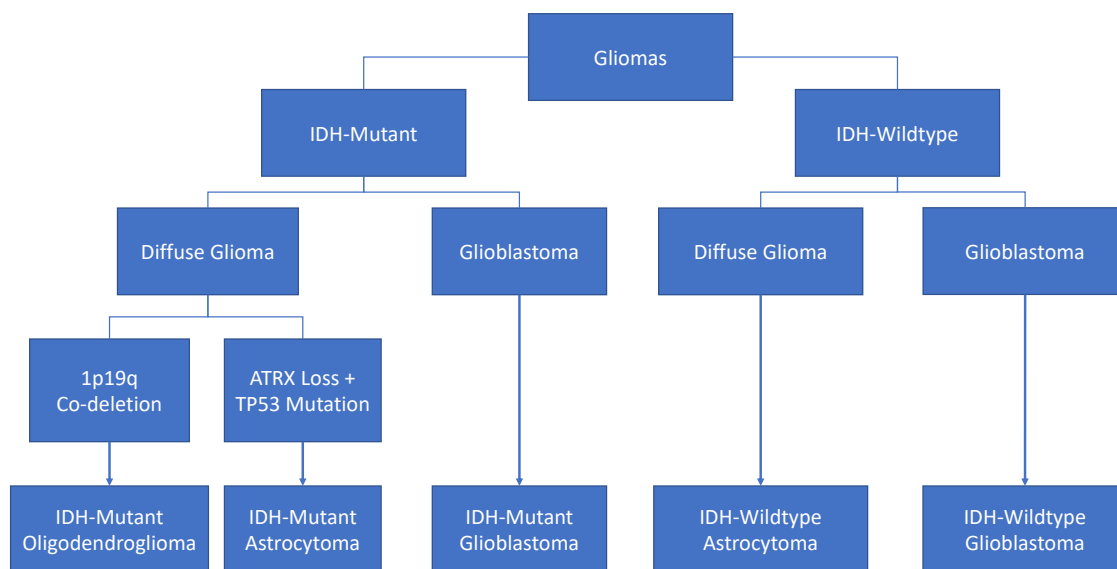 Gliomas
IDH-Mutant
IDH-Wildtype
Diffuse Glioma
Glioblastoma
Diffuse Glioma
Glioblastoma
1p19q
Co-deletion
ATRX Loss +
TP53 Mutation
IDH-Mutant
Oligodendroglioma
IDH-Mutant
Astrocytoma
IDH-Mutant
Glioblastoma
IDH-Wildtype
Astrocytoma
IDH-Wildtype
Glioblastoma